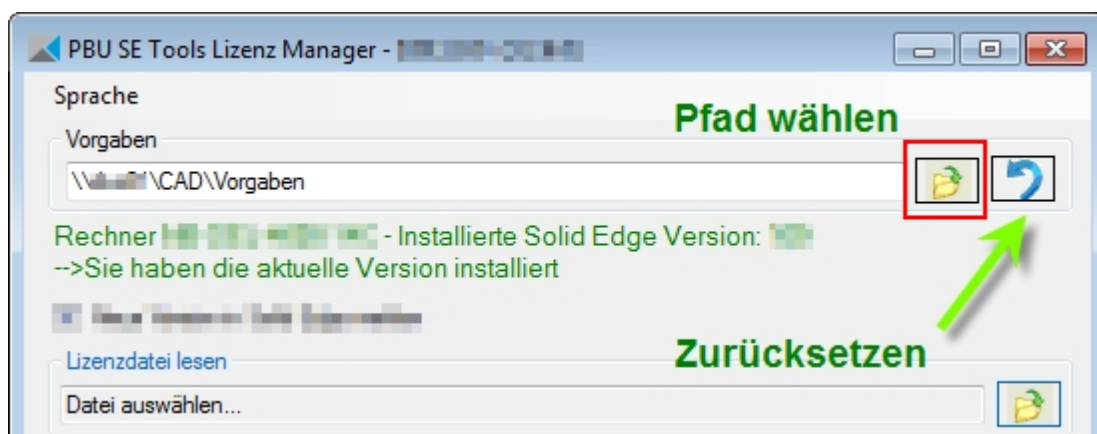 PBU SE Tools Lizenz Manager -
Sprache
Pfad wählen
Vorgaben
\\ \CAD\Vorgaben
Rechner - Installierte Solid Edge Version:
-->Sie haben die aktuelle Version installiert
Zurücksetzen
Lizenzdatei lesen
Datei auswählen...